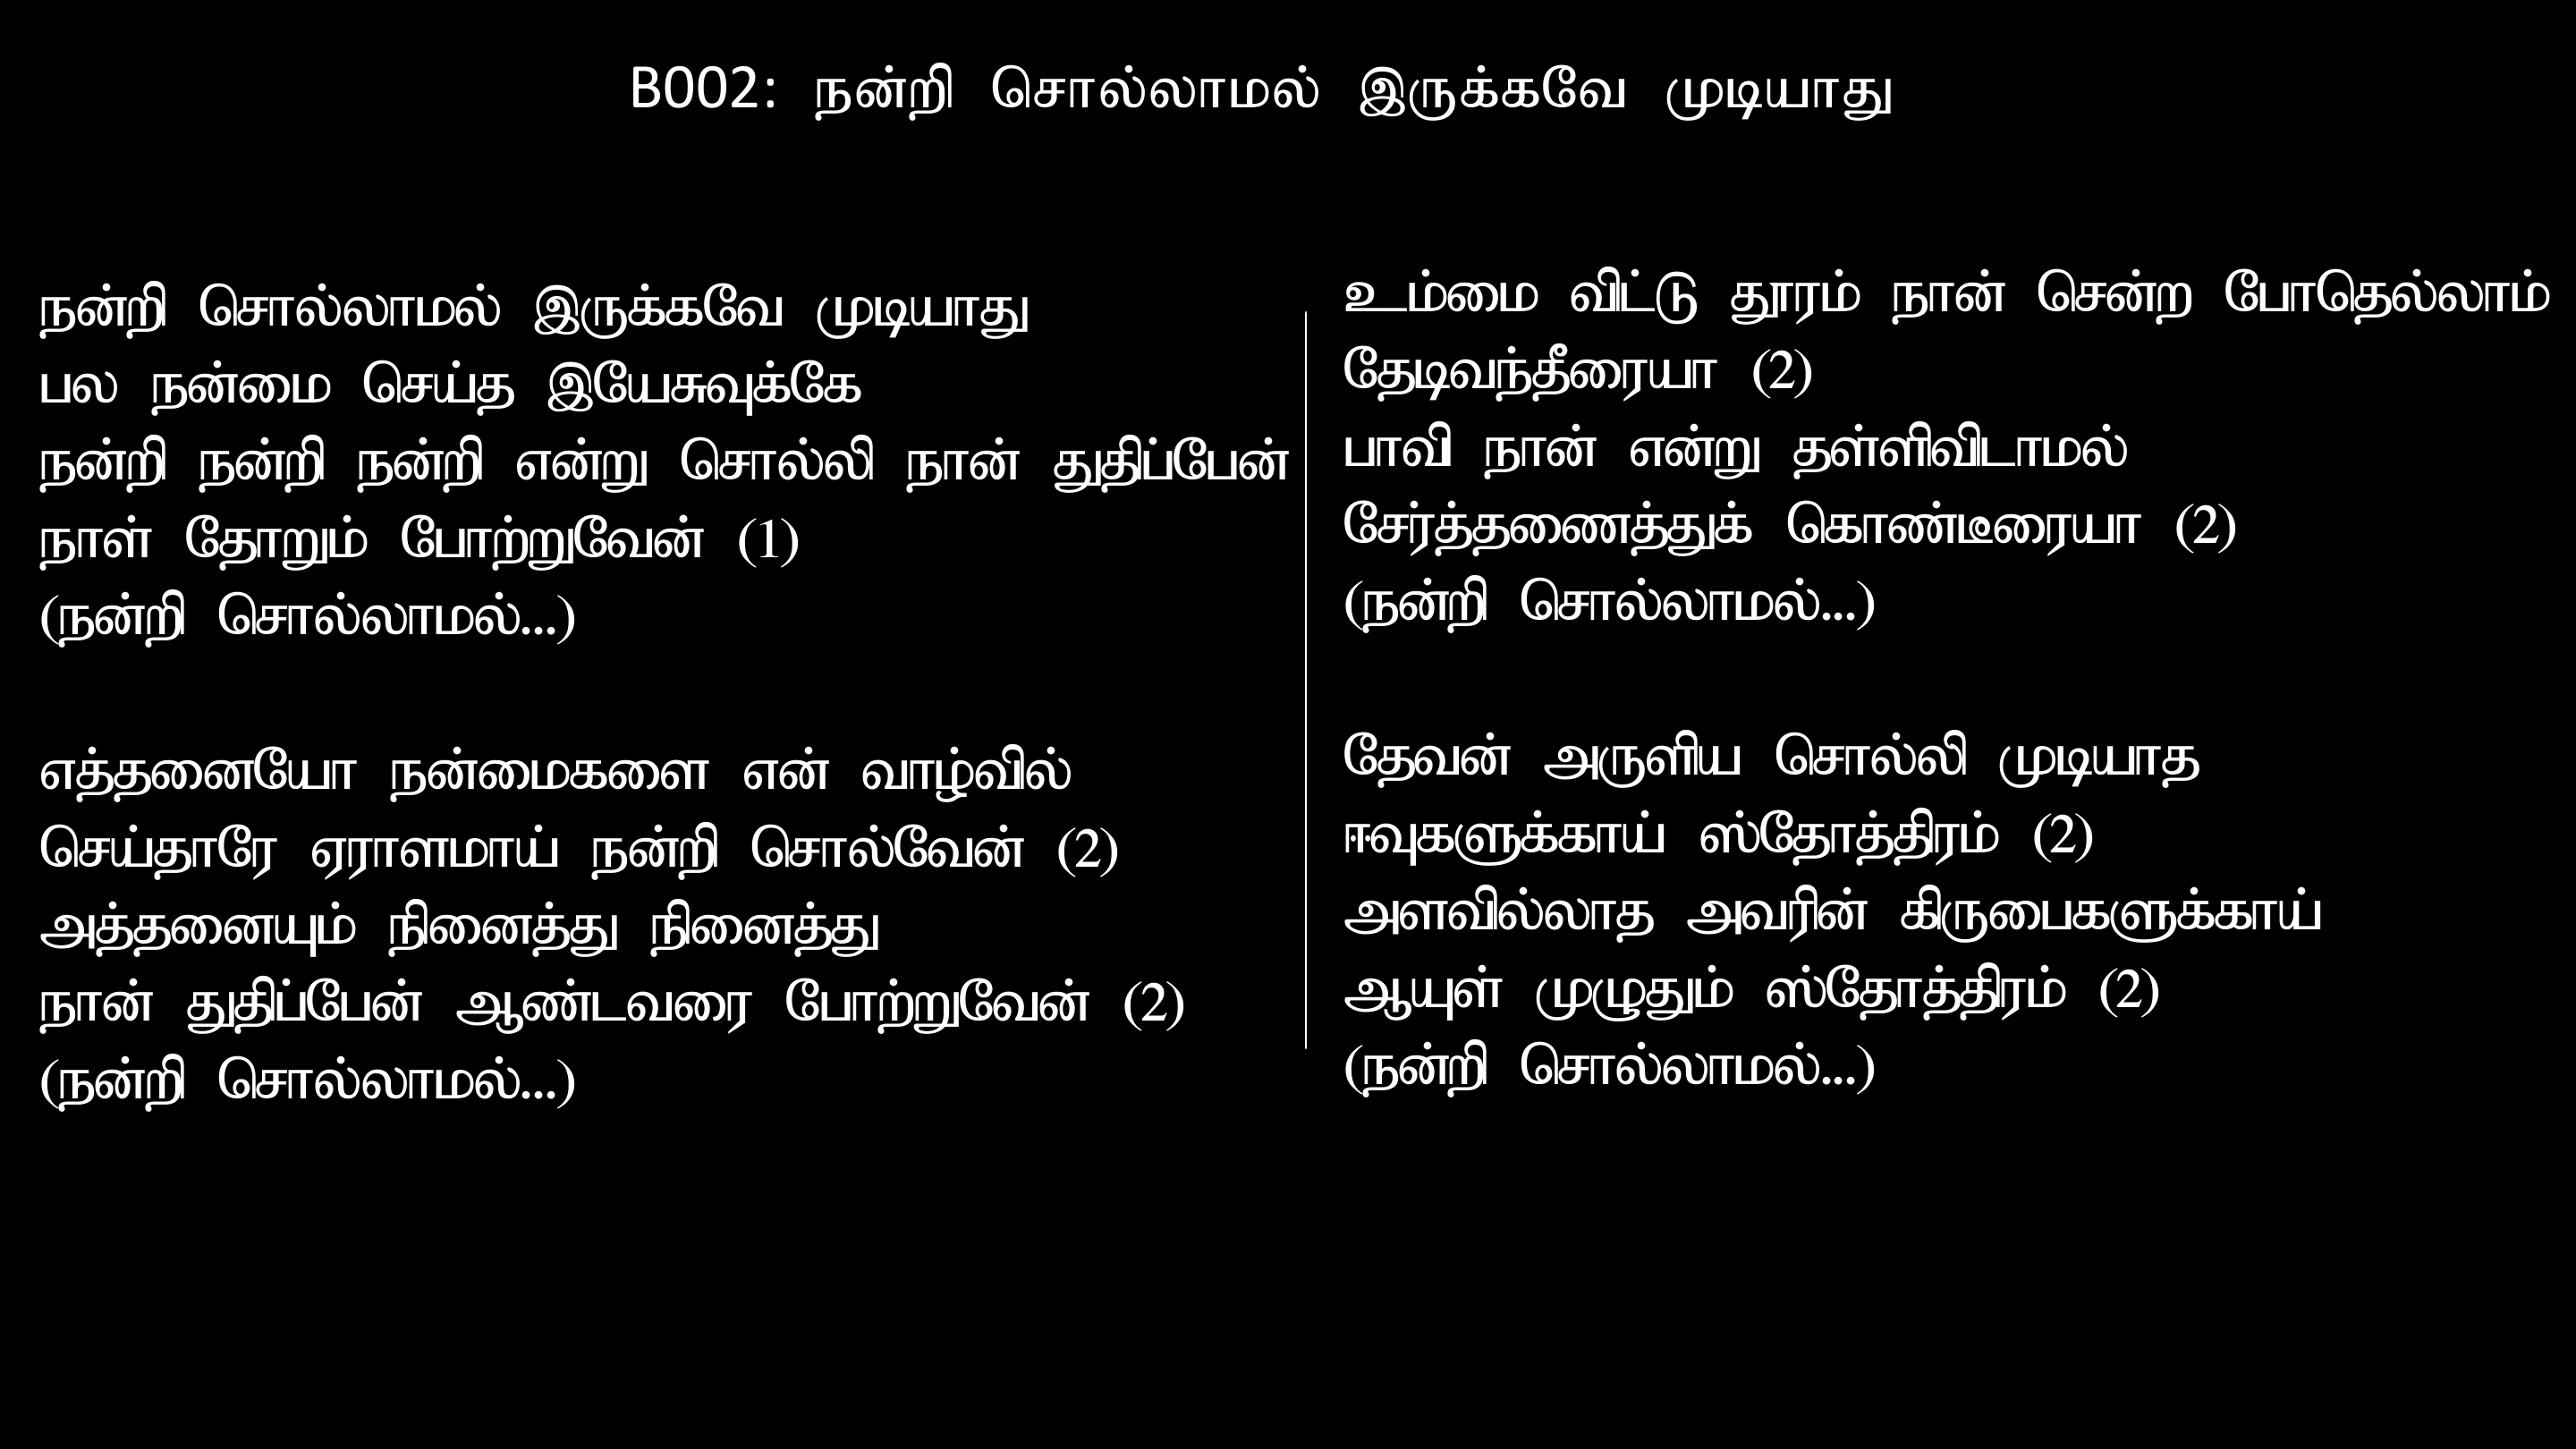 B002: நன்றி சொல்லாமல் இருக்கவே முடியாது
நன்றி சொல்லாமல் இருக்கவே முடியாது
பல நன்மை செய்த இயேசுவுக்கே
நன்றி நன்றி நன்றி என்று சொல்லி நான் துதிப்பேன்
நாள் தோறும் போற்றுவேன் (1)
(நன்றி சொல்லாமல்...)
எத்தனையோ நன்மைகளை என் வாழ்வில்
செய்தாரே ஏராளமாய் நன்றி சொல்வேன் (2)
அத்தனையும் நினைத்து நினைத்து
நான் துதிப்பேன் ஆண்டவரை போற்றுவேன் (2)
(நன்றி சொல்லாமல்...)
உம்மை விட்டு தூரம் நான் சென்ற போதெல்லாம்
தேடிவந்தீரையா (2)
பாவி நான் என்று தள்ளிவிடாமல்
சேர்த்தணைத்துக் கொண்டீரையா (2)
(நன்றி சொல்லாமல்...)
தேவன் அருளிய சொல்லி முடியாத
ஈவுகளுக்காய் ஸ்தோத்திரம் (2)
அளவில்லாத அவரின் கிருபைகளுக்காய்
ஆயுள் முழுதும் ஸ்தோத்திரம் (2)
(நன்றி சொல்லாமல்...)